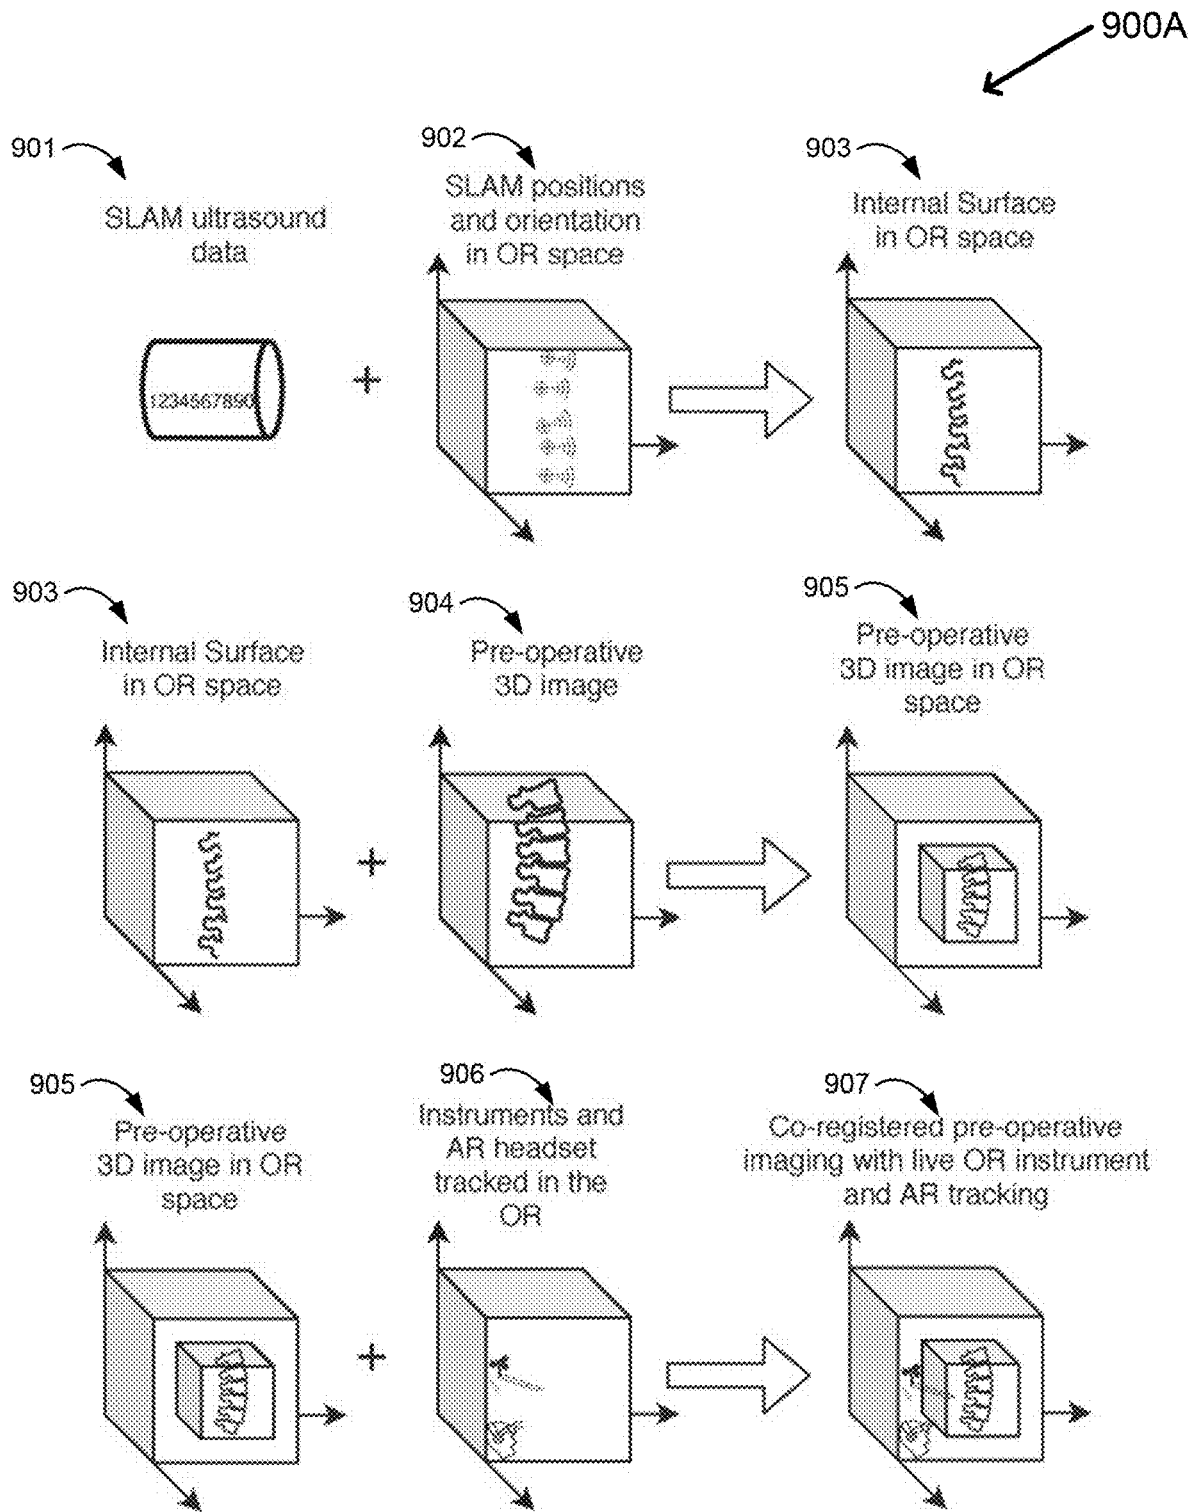 900A
901
902
903
SLAM ultrasound
data
SLAM positions
and orientation
in OR space
Internal Surface
in OR space
1234567890
+
903
904
905
Internal Surface
in OR space
Pre-operative
3D image
Pre-operative
3D image in OR
space
+
905
906
907
Pre-operative
3D image in OR
space
Instruments and
AR headset
tracked in the
OR
Co-registered pre-operative
imaging with live OR instrument
and AR tracking
+